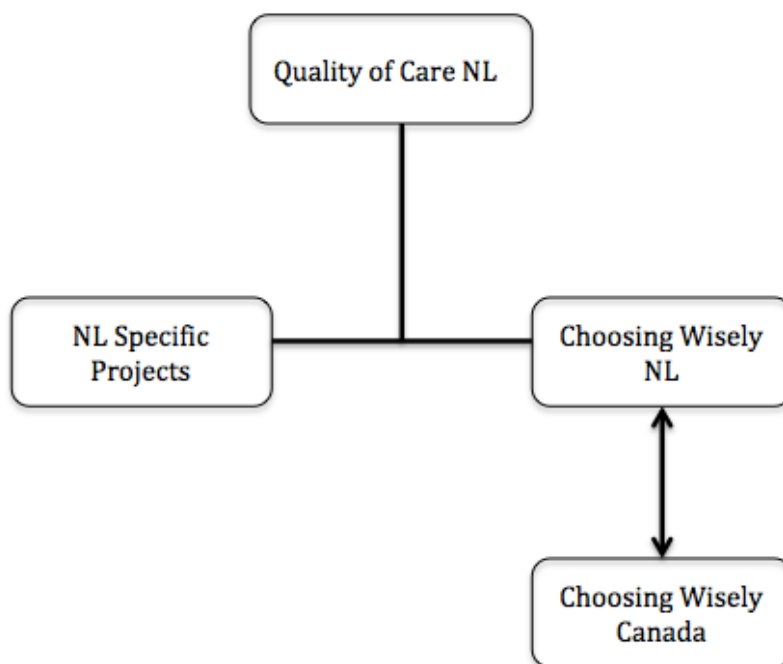 Quality of Care NL
NL Specific
Projects
Choosing Wisely
NL
Choosing Wisely
Canada